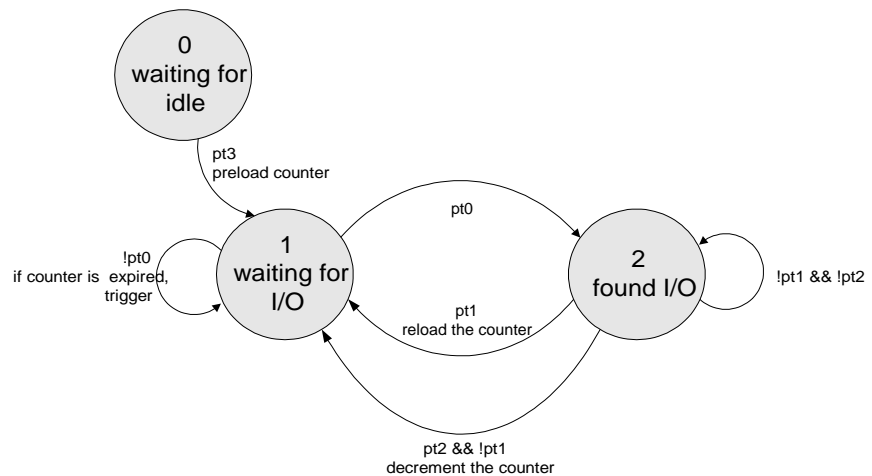 0
waiting for
idle
pt3
preload counter
pt0
!pt0
if counter is expired,
trigger
1
waiting for
I/O
2
found I/O
!pt1 && !pt2
pt1
reload the counter
pt2 && !pt1
decrement the counter